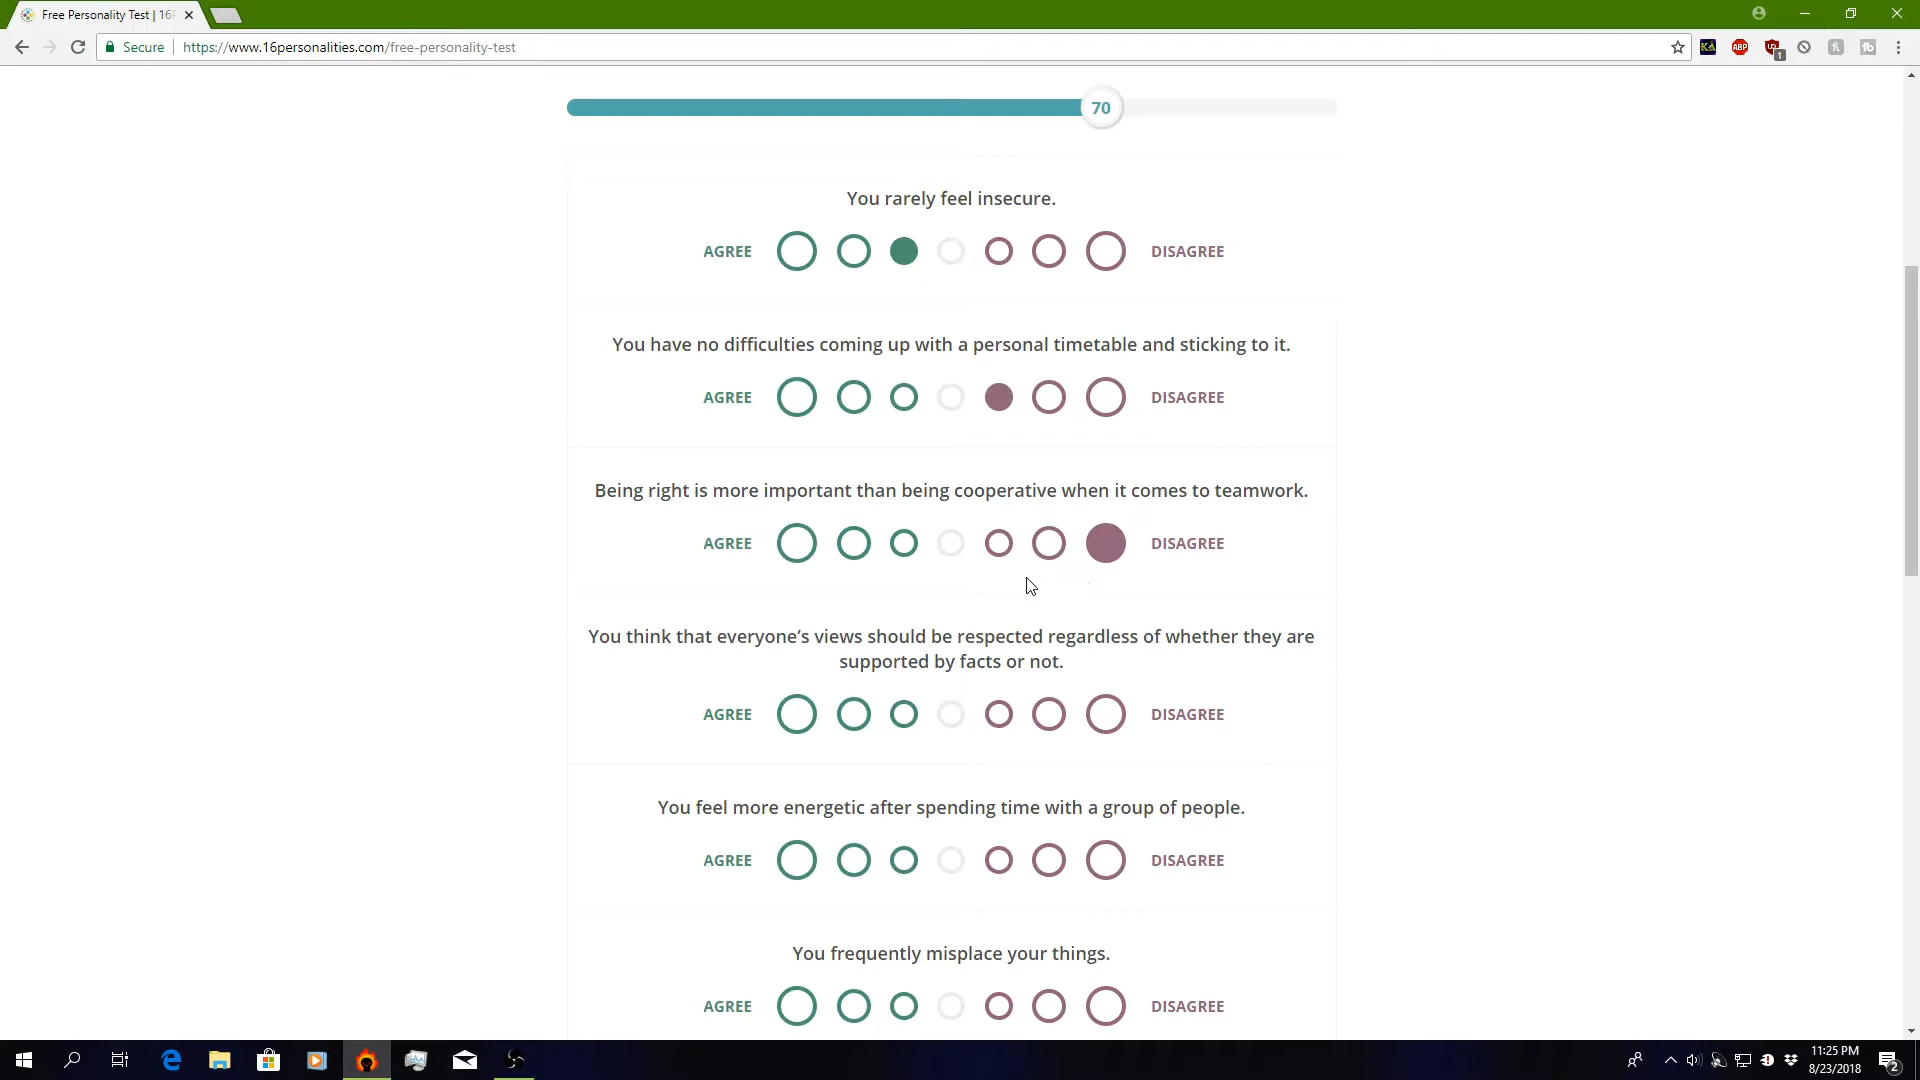 Free Personality Test | 16
Secure
https://www.16personalities.com/free-personality-test
ABP
1
70
You rarely feel insecure.
AGREE
DISAGREE
You have no difficulties coming up with a personal timetable and sticking to it.
AGREE
DISAGREE
Being right is more important than being cooperative when it comes to teamwork.
AGREE
DISAGREE
You think that everyone’s views should be respected regardless of whether they are
supported by facts or not.
AGREE
DISAGREE
You feel more energetic after spending time with a group of people.
AGREE
DISAGREE
You frequently misplace your things.
AGREE
DISAGREE
11:25 PM
8/23/2018
2